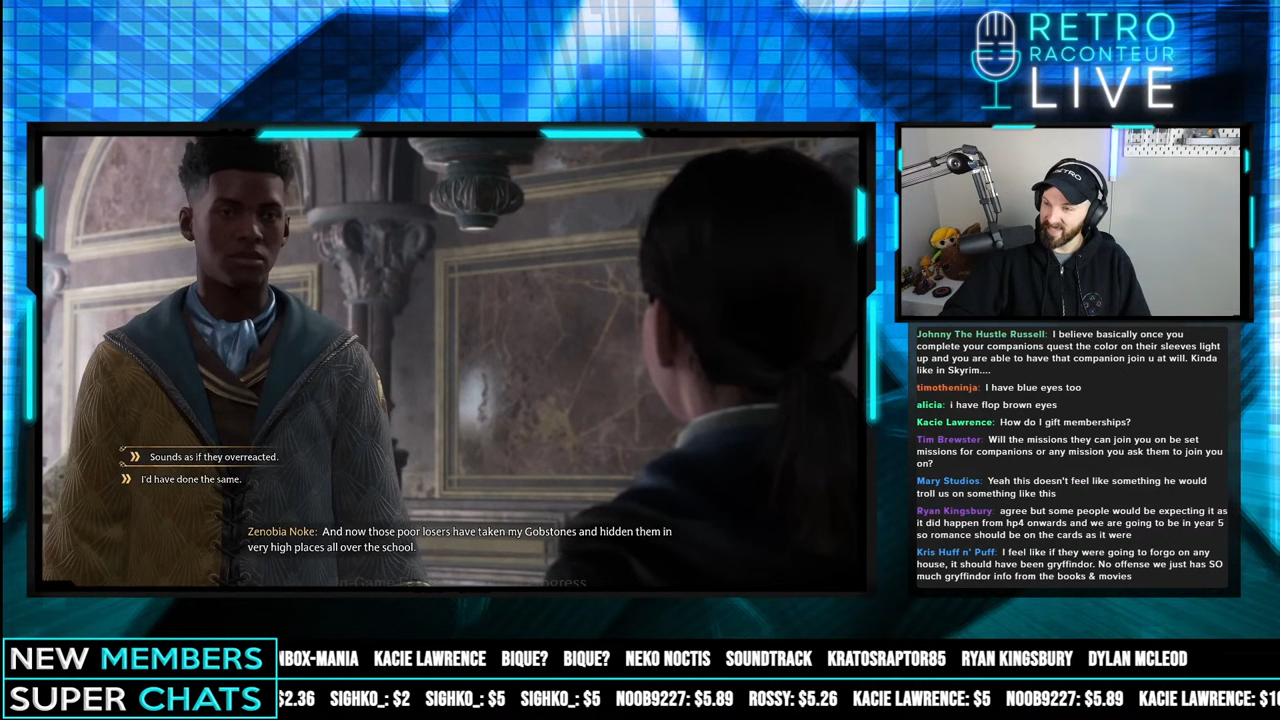 RETRO
RACONTEUR
LIVE
RETRO
Sounds as if they overreacted.
I'd have done the same.
Zenobia Noke: And now those poor losers have taken my Gobstones and hidden them in
very high places all over the school.
Johnny The Hustle Russell: I believe basically once you
complete your companions quest the color on their sleeves light
up and you are able to have that companion join u at will. Kinda
like in Skyrim....
timotheninja: I have blue eyes too
alicia: i have flop brown eyes
Kacie Lawrence: How do I gift memberships?
Tim Brewster: Will the missions they can join you on be set
missions for companions or any mission you ask them to join you
on?
Mary Studios: Yeah this doesn't feel like something he would
troll us on something like this
Ryan Kingsbury: agree but some people would be expecting it as
it did happen from hp4 onwards and we are going to be in year 5
so romance should be on the cards as it were
Kris Huff n' Puff: I feel like if they were going to forgo on any
house, it should have been gryffindor. No offense we just has SO
much gryffindor info from the books & movies
NEW MEMBERS
NBOX-MANIA KACIE LAWRENCE BIQUE? BIQUE? NEKO NOCTIS SOUNDTRACK KRATOSRAPTOR85 RYAN KINGSBURY DYLAN MCLEOD
SUPER CHATS
$2.36 SIGHKO_: $2 SIGHKO_: $5 SIGHKO_: $5 N00B9227: $5.89 ROSSY: $5.26 KACIE LAWRENCE: $5 N00B9227: $5.89 KACIE LAWRENCE: